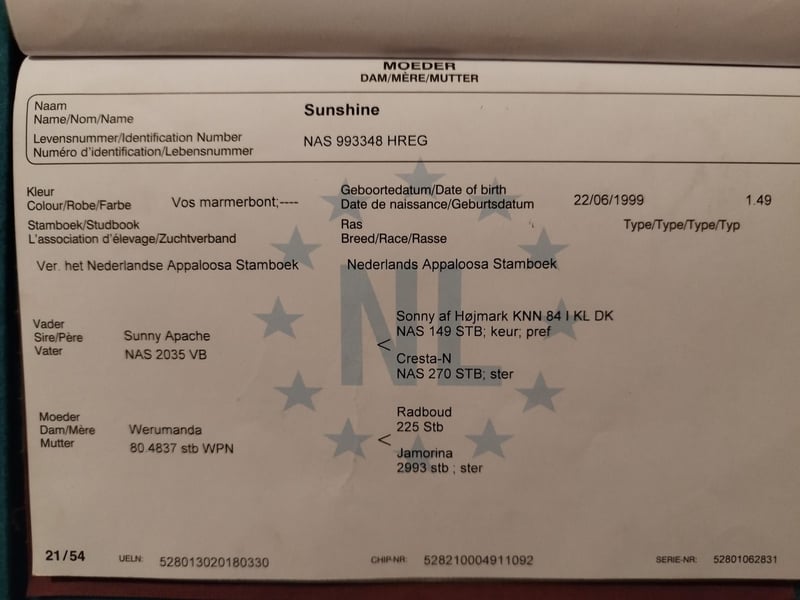 MOEDER
DAM/MÈRE/MUTTER
Naam
Name/Nom/Name
Sunshine
Levensnummer/Identification Number
Numéro d'identification/Lebensnummer
NAS 993348 HREG
Kleur
Colour/Robe/Farbe
Vos marmerbont;----
Geboortedatum/Date of birth
Date de naissance/Geburtsdatum
22/06/1999
1.49
Stamboek/Studbook
L'association d'élevage/Zuchtverband
Ras
Breed/Race/Rasse
Type/Type/Type/Typ
Ver. het Nederlandse Appaloosa Stamboek
Nederlands Appaloosa Stamboek
NL
Vader
Sire/Père
Vater
Sunny Apache
NAS 2035 VB
<
Sonny af Højmark KNN 84 I KL DK
NAS 149 STB; keur; pref
Cresta-N
NAS 270 STB; ster
Moeder
Dam/Mère
Mutter
Werumanda
80.4837 stb WPN
<
Radboud
225 Stb
Jamorina
2993 stb ; ster
21/54
UELN: 528013020180330
CHIP-NR: 528210004911092
SERIE-NR: 52801062831